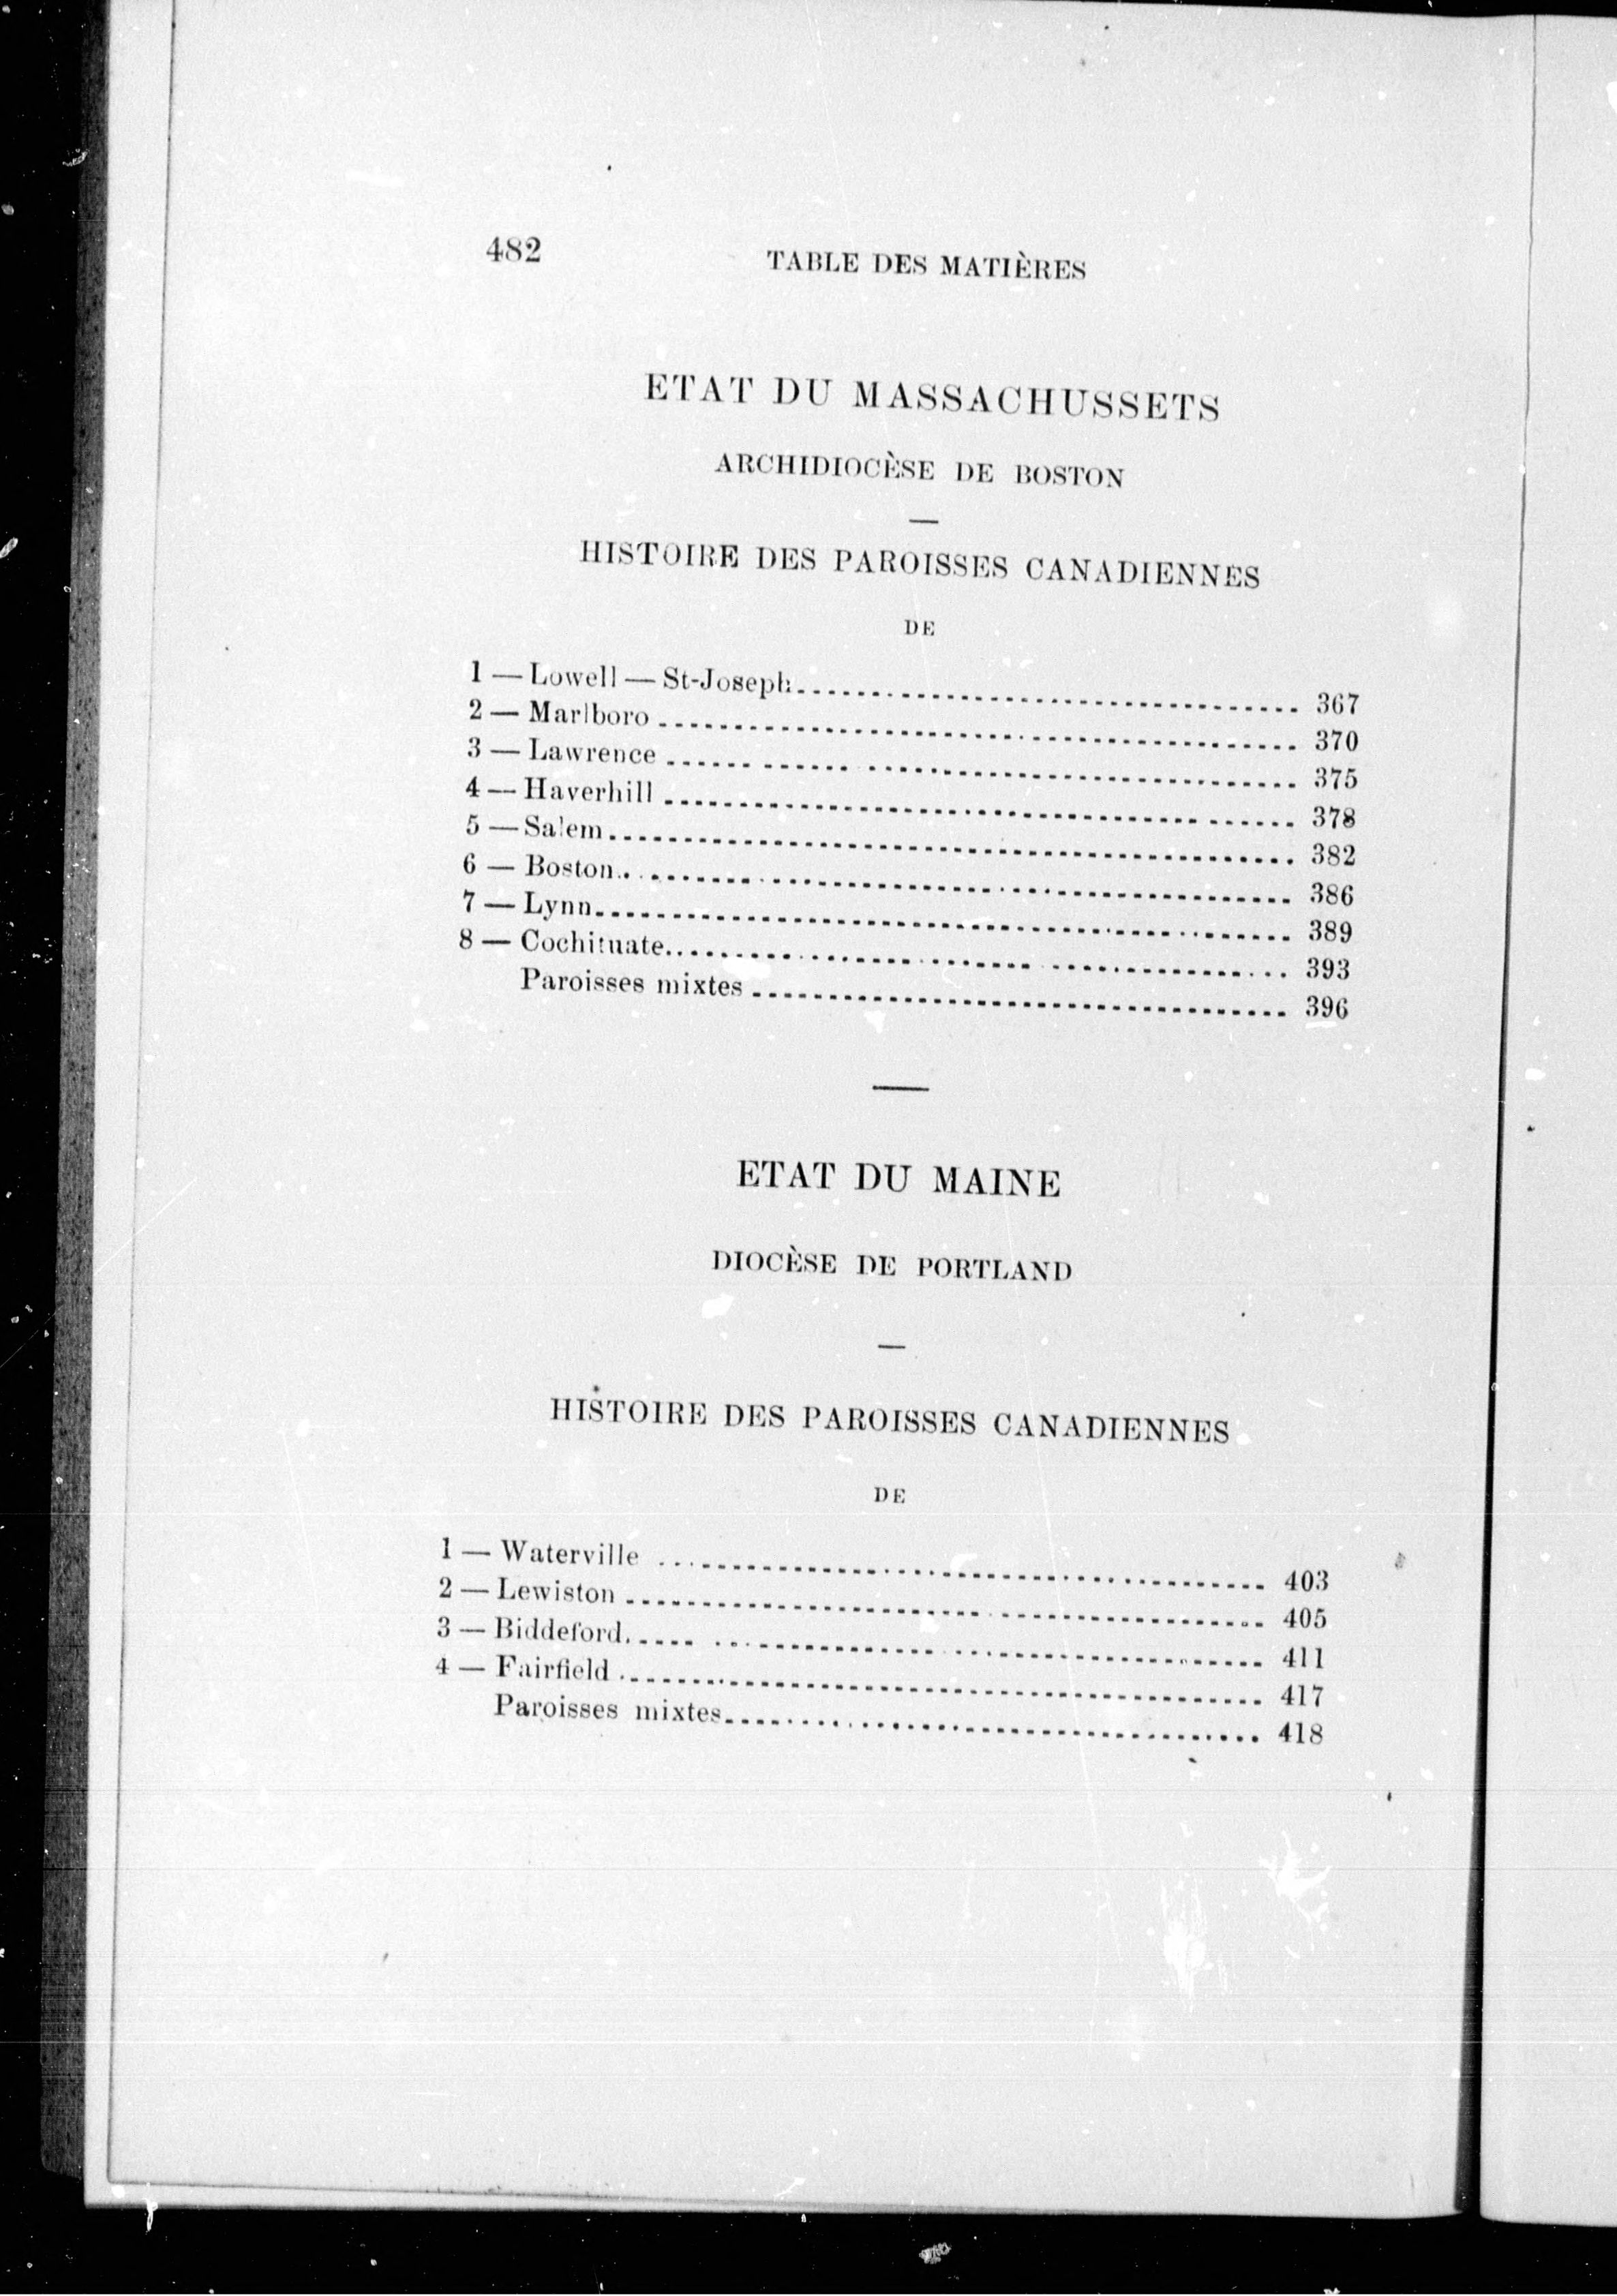 482 TABLE DES MATIÈRES
ETAT DU MASSACHUSSETS
ARCHIDIOCÈSE DE BOSTON
HISTOIRE DES PAROISSES CANADIENNES
DE
1 — Lowell — St-Joseph 367
2 — Marlboro 370
3 — Lawrence 375
4 — Haverhill 378
5 — Salem 382
6 — Boston 386
7 — Lynn 389
8 — Cochituate 393
Paroisses mixtes 396
ETAT DU MAINE
DIOCÈSE DE PORTLAND
HISTOIRE DES PAROISSES CANADIENNES
DE
1 — Waterville 403
2 — Lewiston 405
3 — Biddeford 411
4 — Fairfield 417
Paroisses mixtes 418